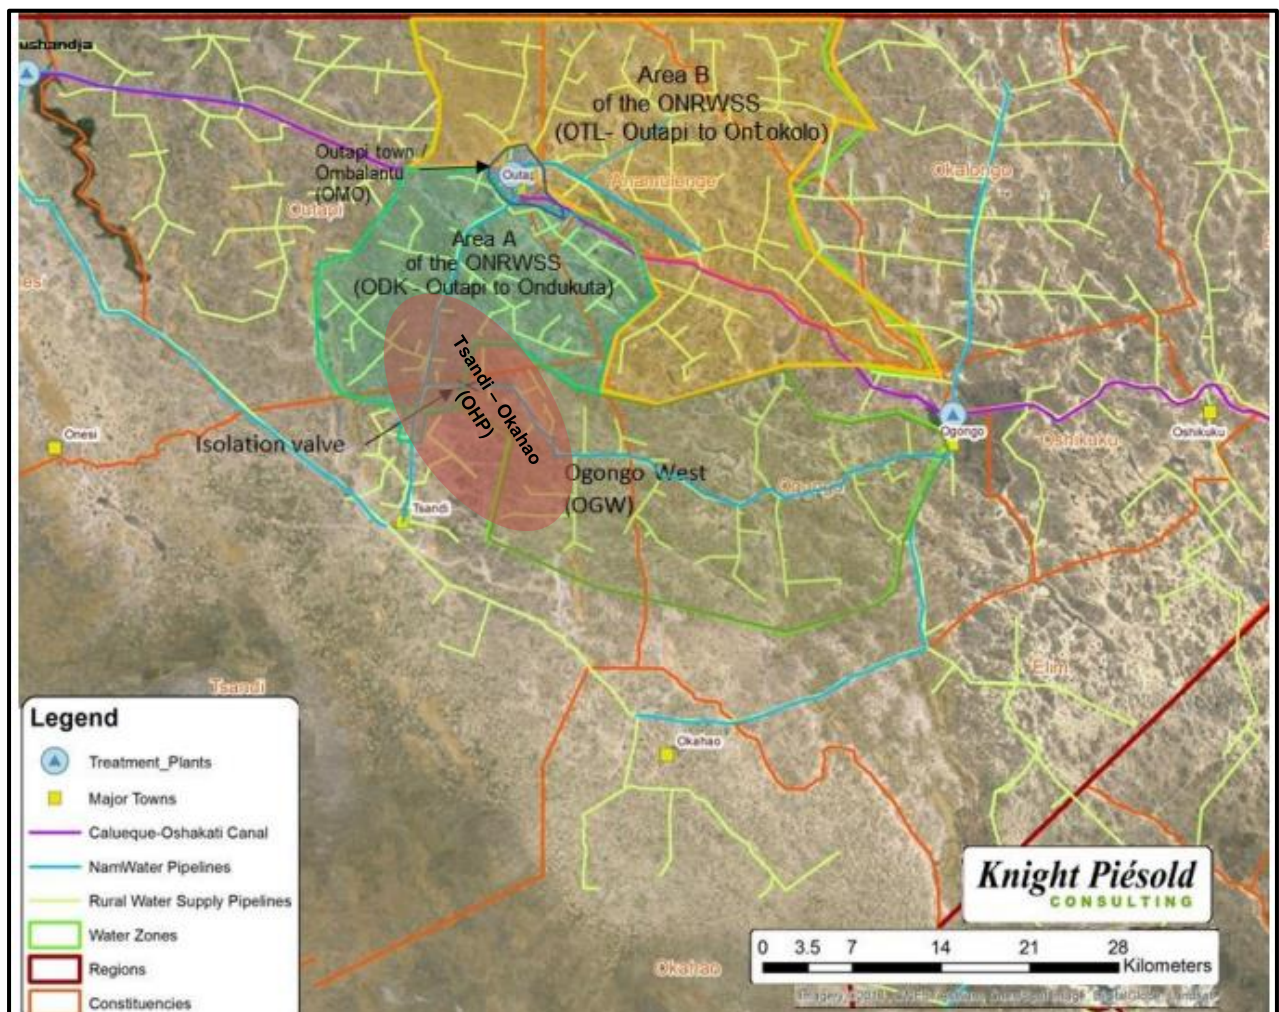 ushandja
Area B
of the ONRWSS
(OTL- Outapi to Ontokolo)
Outapi town /
Ombalantu
(OMO)
Outapi
Anamulenge
Okalongo
Outapi
Area A
of the ONRWSS
(ODK - Outapi to Ondukuta)
Tsandi – Okahao
(OHP)
Isolation valve
Onesi
Ogongo
Oshikuku
Oshikuku
Ogongo West
(OGW)
Ogongo
Tsandi
Elim
Tsandi
Okahao
Okahao
Legend
Treatment_Plants
Major Towns
Calueque-Oshakati Canal
NamWater Pipelines
Rural Water Supply Pipelines
Water Zones
Regions
Constituencies
Knight Piésold
CONSULTING
0 3.5 7 14 21 28
Kilometers